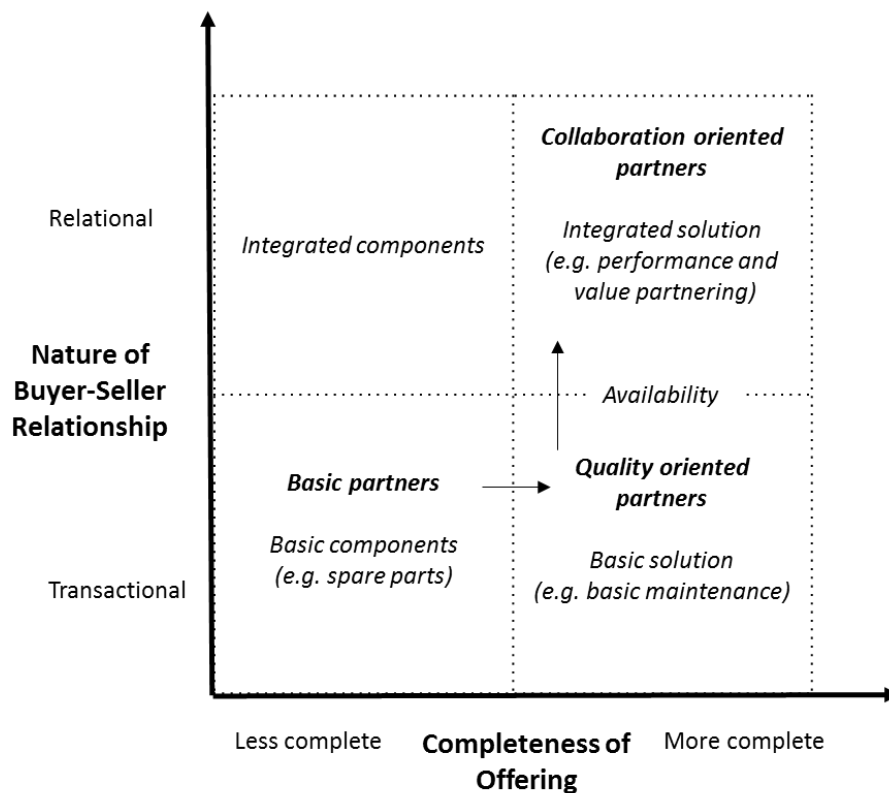 Collaboration oriented
partners
Relational
Integrated components
Integrated solution
(e.g. performance and
value partnering)
Nature of
Buyer-Seller
Relationship
Availability
Basic partners
Quality oriented
partners
Basic components
(e.g. spare parts)
Basic solution
(e.g. basic maintenance)
Transactional
Less complete
Completeness of
Offering
More complete